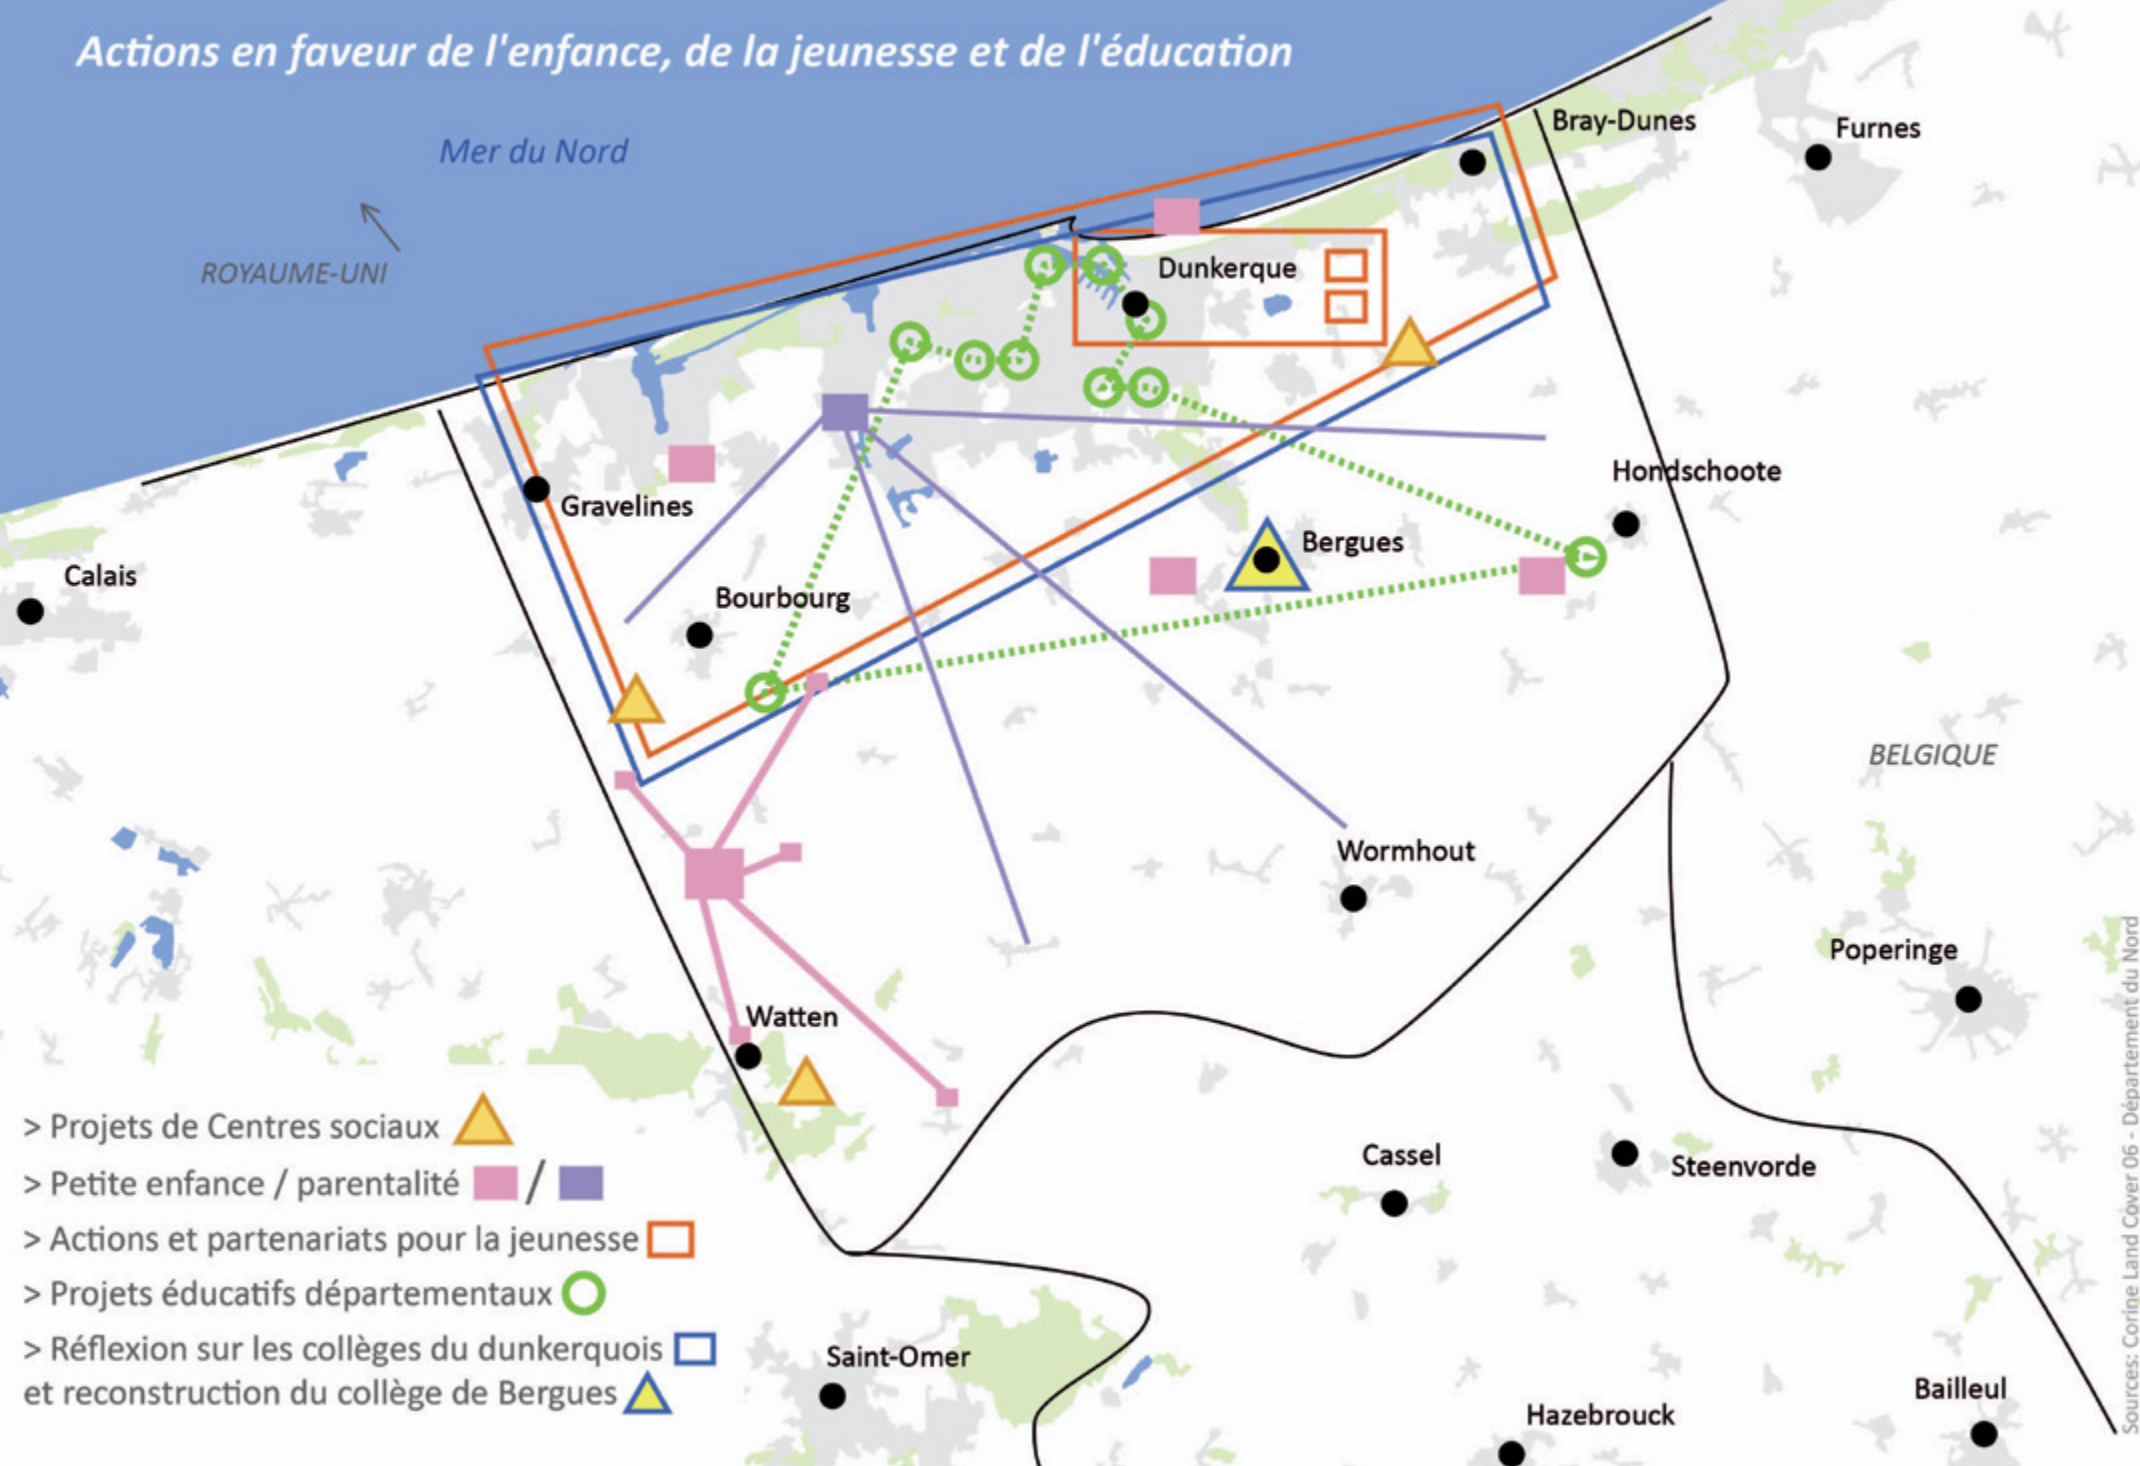 Actions en faveur de l'enfance, de la jeunesse et de l'éducation
Mer du Nord
ROYAUME-UNI
Bray-Dunes
Furnes
Dunkerque
Gravelines
Hondschoote
Bergues
Calais
Bourbourg
BELGIQUE
Wormhout
Poperinge
Watten
> Projets de Centres sociaux
> Petite enfance / parentalité /
> Actions et partenariats pour la jeunesse
> Projets éducatifs départementaux
> Réflexion sur les collèges du dunkerquois
et reconstruction du collège de Bergues
Cassel
Steenvorde
Saint-Omer
Hazebrouck
Bailleul
Sources: Corine Land Cover 06 - Département du Nord